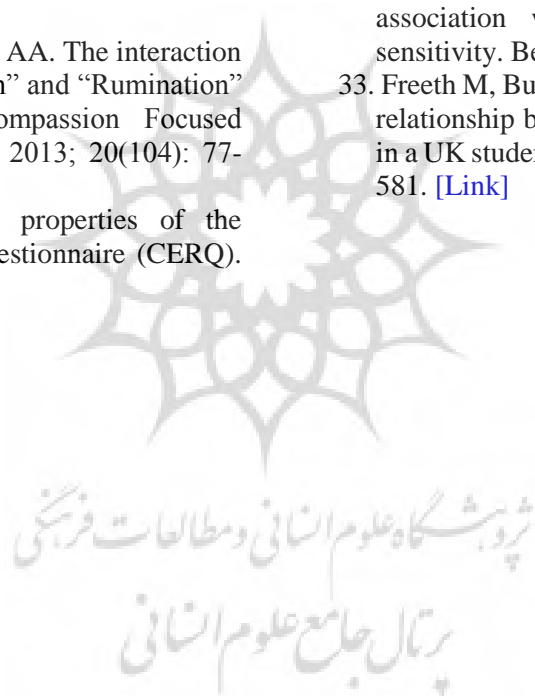 AA. The interaction
” and “Rumination”
ompassion Focused
2013; 20(104): 77-
properties of the
estionnaire (CERQ).
association
sensitivity. Be
33. Freeth M, Bu
relationship b
in a UK studen
581. [Link]
پژوهشگاه علوم انسانی و مطالعات فرهنگی
پرتال جامع علوم انسانی